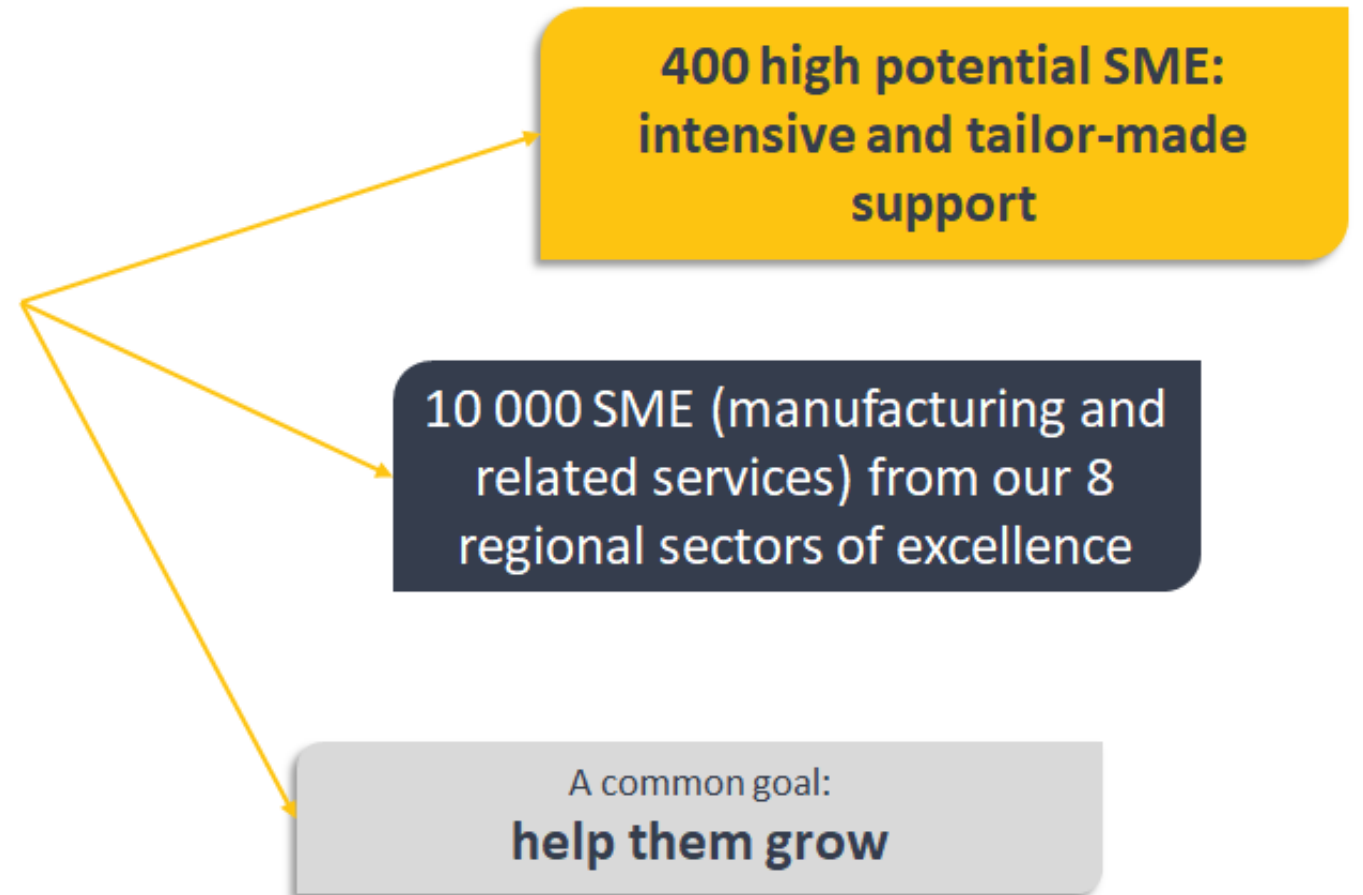 400 high potential SME:
intensive and tailor-made
support
10 000 SME (manufacturing and
related services) from our 8
regional sectors of excellence
A common goal:
help them grow